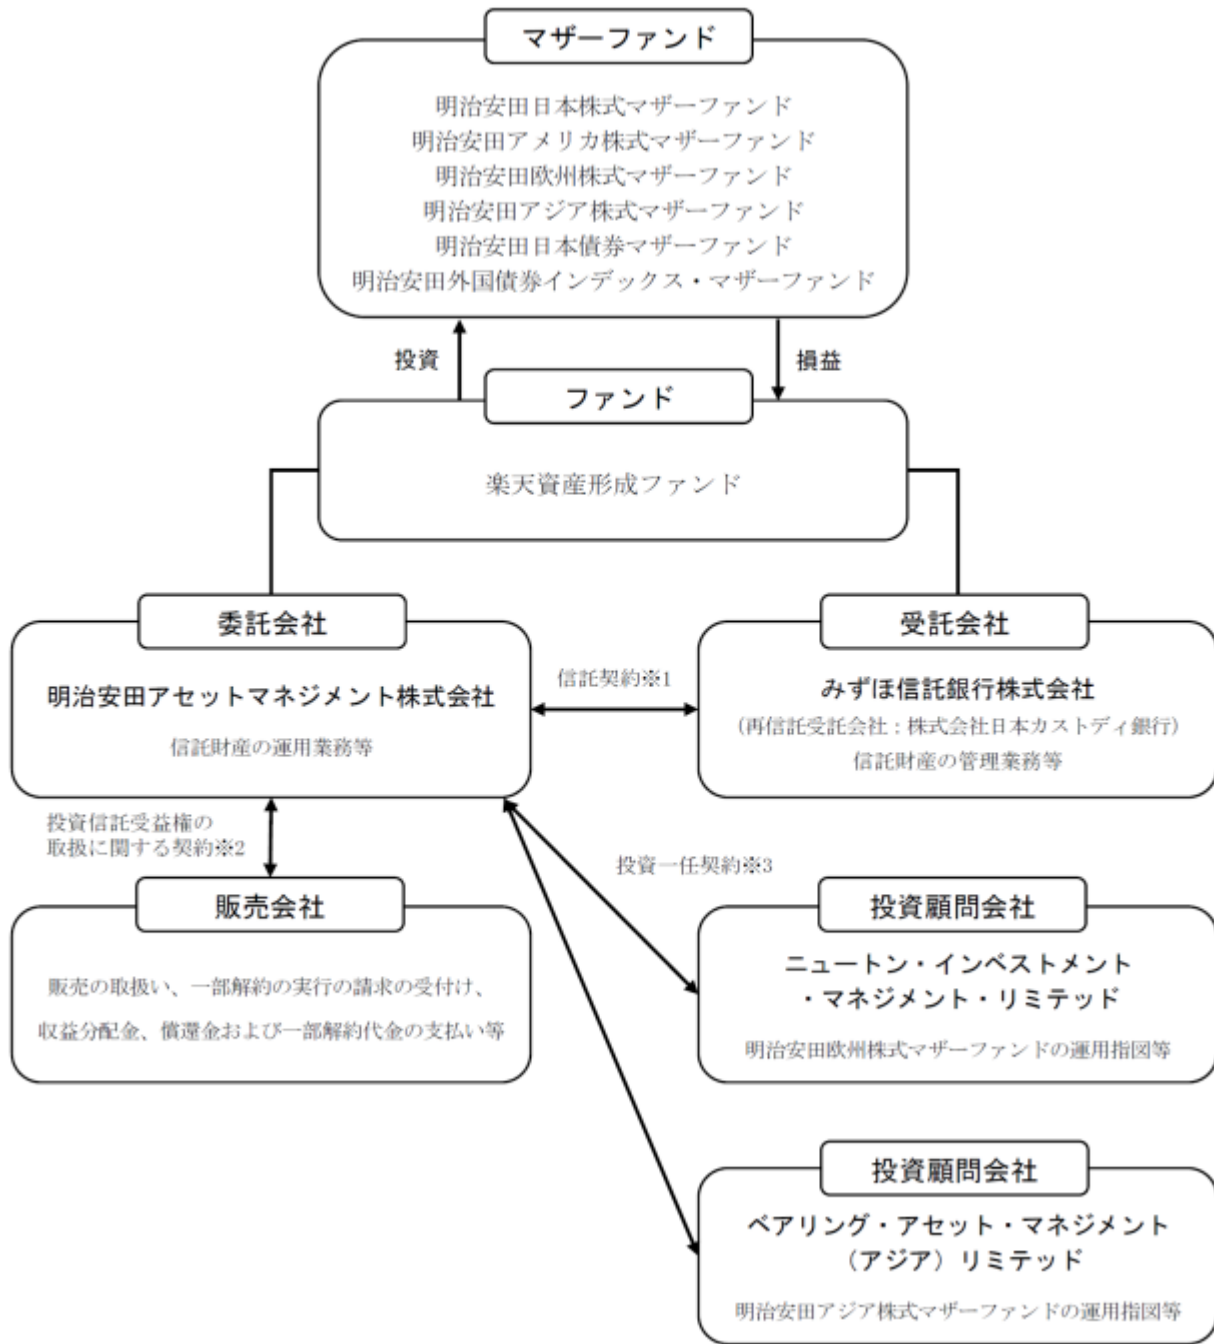 マザーファンド
明治安田日本株式マザーファンド
明治安田アメリカ株式マザーファンド
明治安田欧州株式マザーファンド
明治安田アジア株式マザーファンド
明治安田日本債券マザーファンド
明治安田外国債券インデックス・マザーファンド
投資
損益
ファンド
楽天資産形成ファンド
委託会社
明治安田アセットマネジメント株式会社
信託財産の運用業務等
信託契約※1
受託会社
みずほ信託銀行株式会社
(再信託受託会社：株式会社日本カストディ銀行)
信託財産の管理業務等
投資信託受益権の
取扱に関する契約※2
投資一任契約※3
販売会社
販売の取扱い、一部解約の実行の請求の受付け、
収益分配金、償還金および一部解約代金の支払い等
投資顧問会社
ニュートン・インベストメント
・マネジメント・リミテッド
明治安田欧州株式マザーファンドの運用指図等
投資顧問会社
ベアリング・アセット・マネジメント
（アジア）リミテッド
明治安田アジア株式マザーファンドの運用指図等